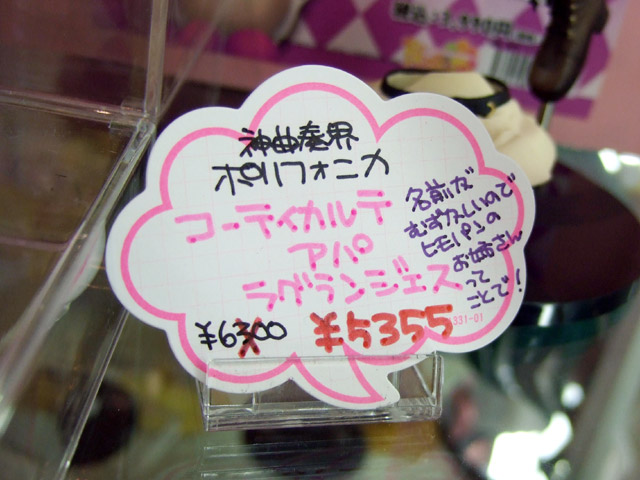 神曲奏界
ポリフォニカ
コーティカルテ
アパ
ラグランジェス
名前が
むずかしいので
ヒモパンの
お姉さん
って
ことで!
¥6300
¥5355
331-01